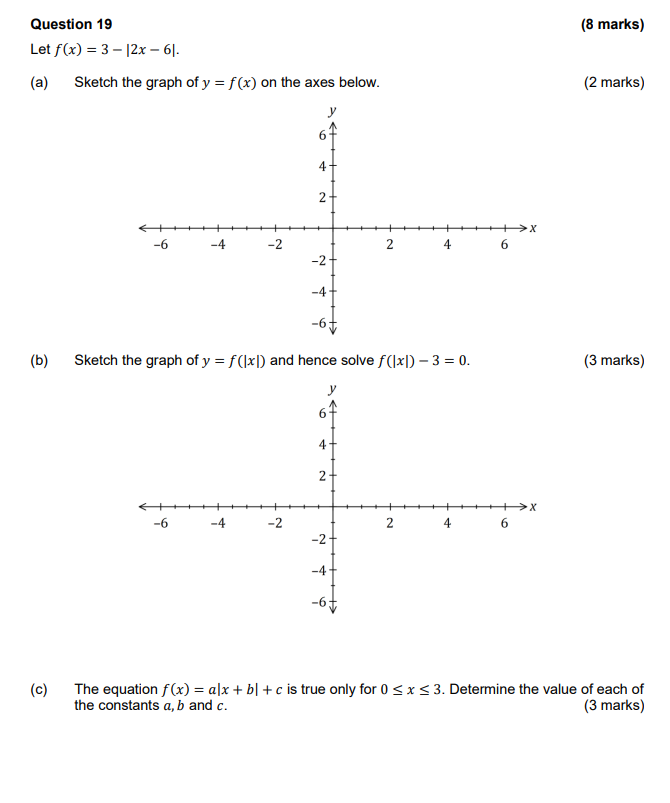 Question 19 (8 marks)
Let f(x) = 3 – |2x – 6|.
(a) Sketch the graph of y = f(x) on the axes below. (2 marks)
y
6
4
2
x
–6 –4 –2 2 4 6
–2
–4
–6
(b) Sketch the graph of y = f(|x|) and hence solve f(|x|) – 3 = 0. (3 marks)
y
6
4
2
x
–6 –4 –2 2 4 6
–2
–4
–6
(c) The equation f(x) = a|x + b| + c is true only for 0 ≤ x ≤ 3. Determine the value of each of
the constants a, b and c. (3 marks)